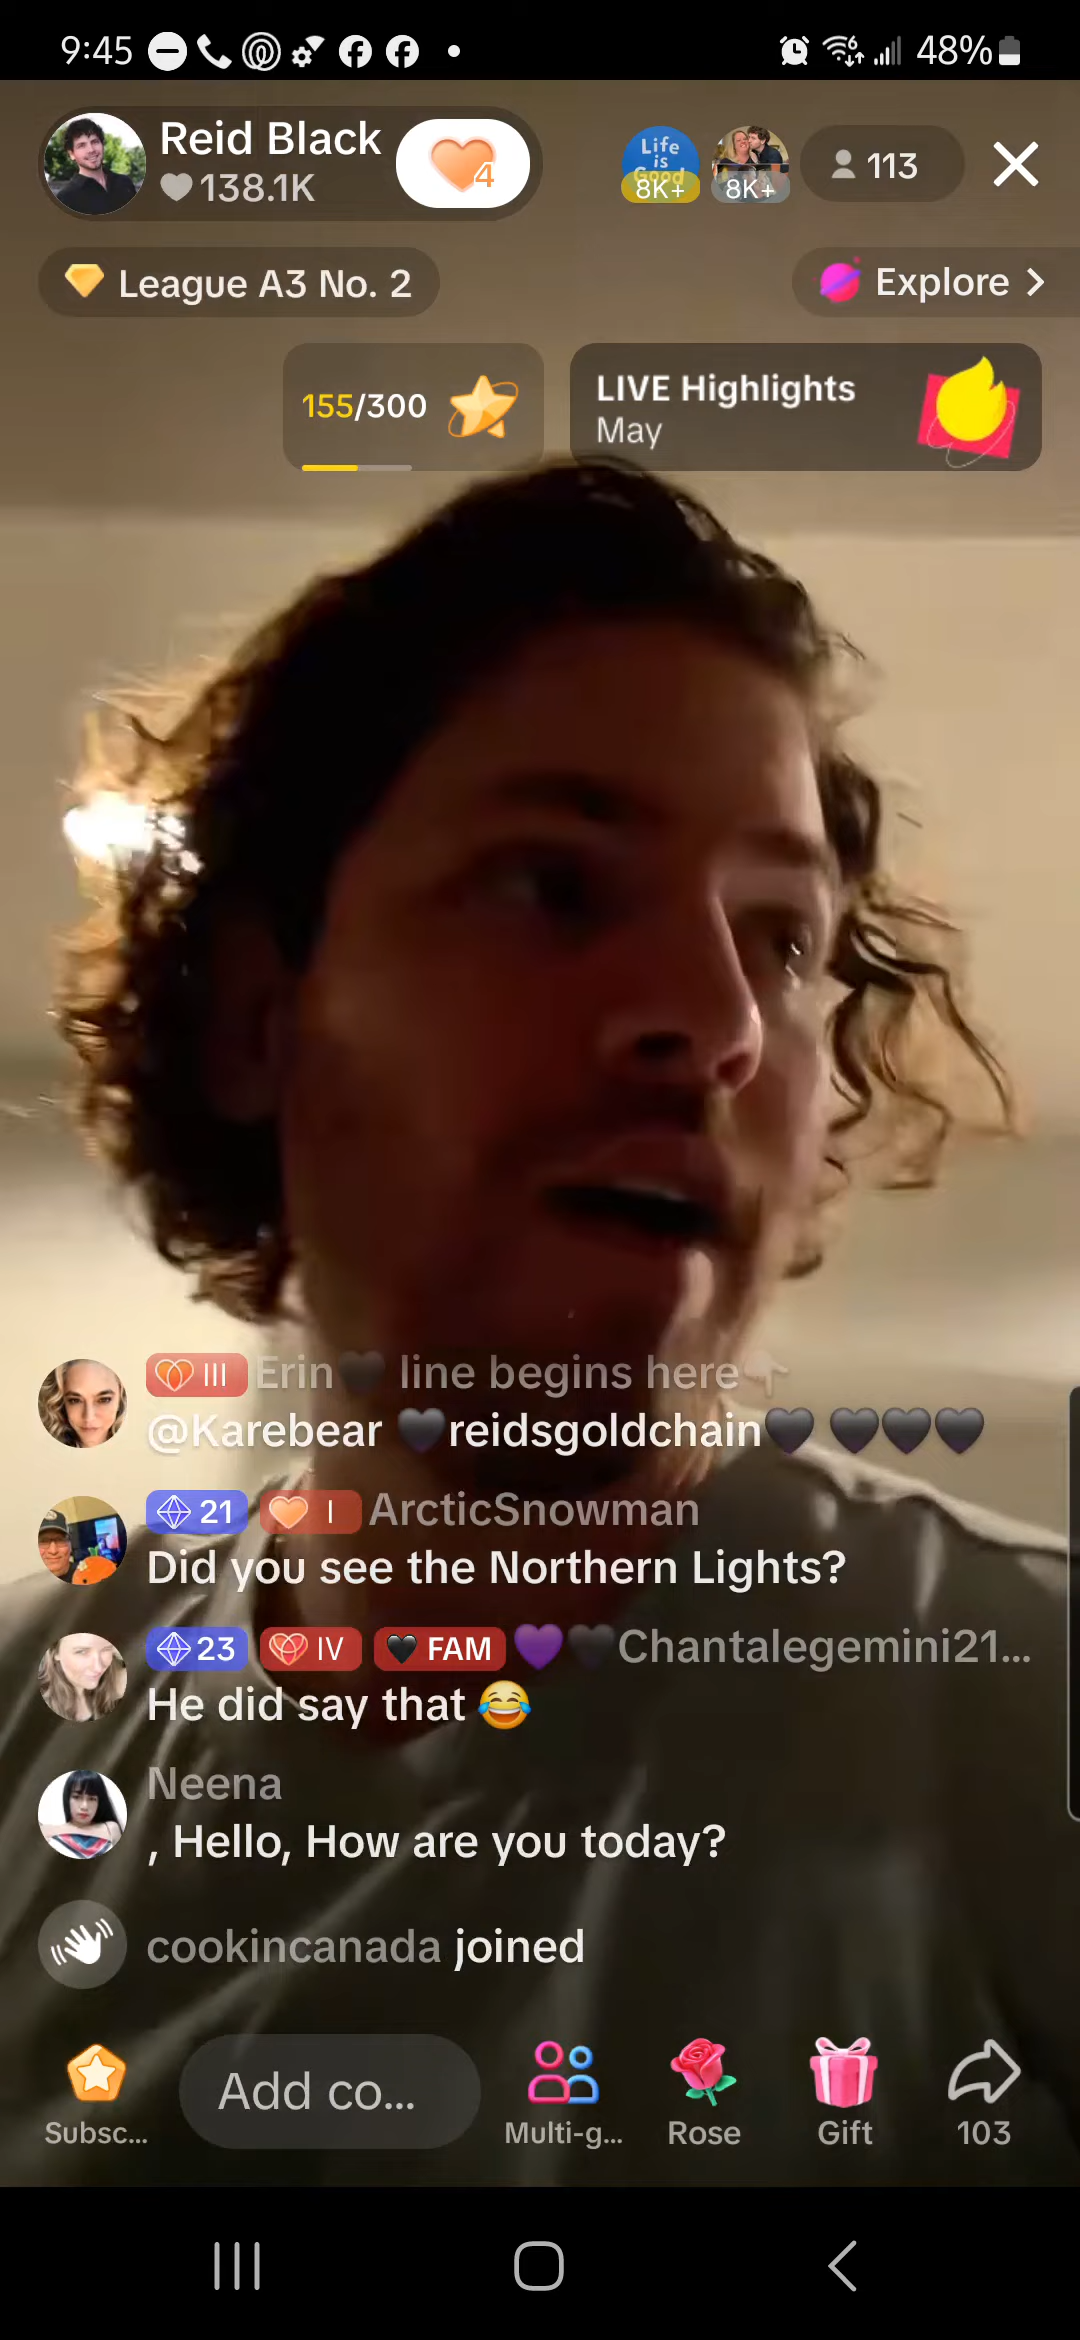 9:45
48%
Reid Black
138.1K
4
Life
is
Good
8K+
8K+
113
League A3 No. 2
Explore
155/300
LIVE Highlights
May
III Erin🖤 line begins here👇🏻
@Karebear 🖤reidsgoldchain🖤 🖤🖤🖤
21 I ArcticSnowman
Did you see the Northern Lights?
23 IV 🖤 FAM 💜🖤Chantalegemini21...
He did say that 😂
Neena
, Hello, How are you today?
cookincanada joined
Add co...
Subsc...
Multi-g...
Rose
Gift
103